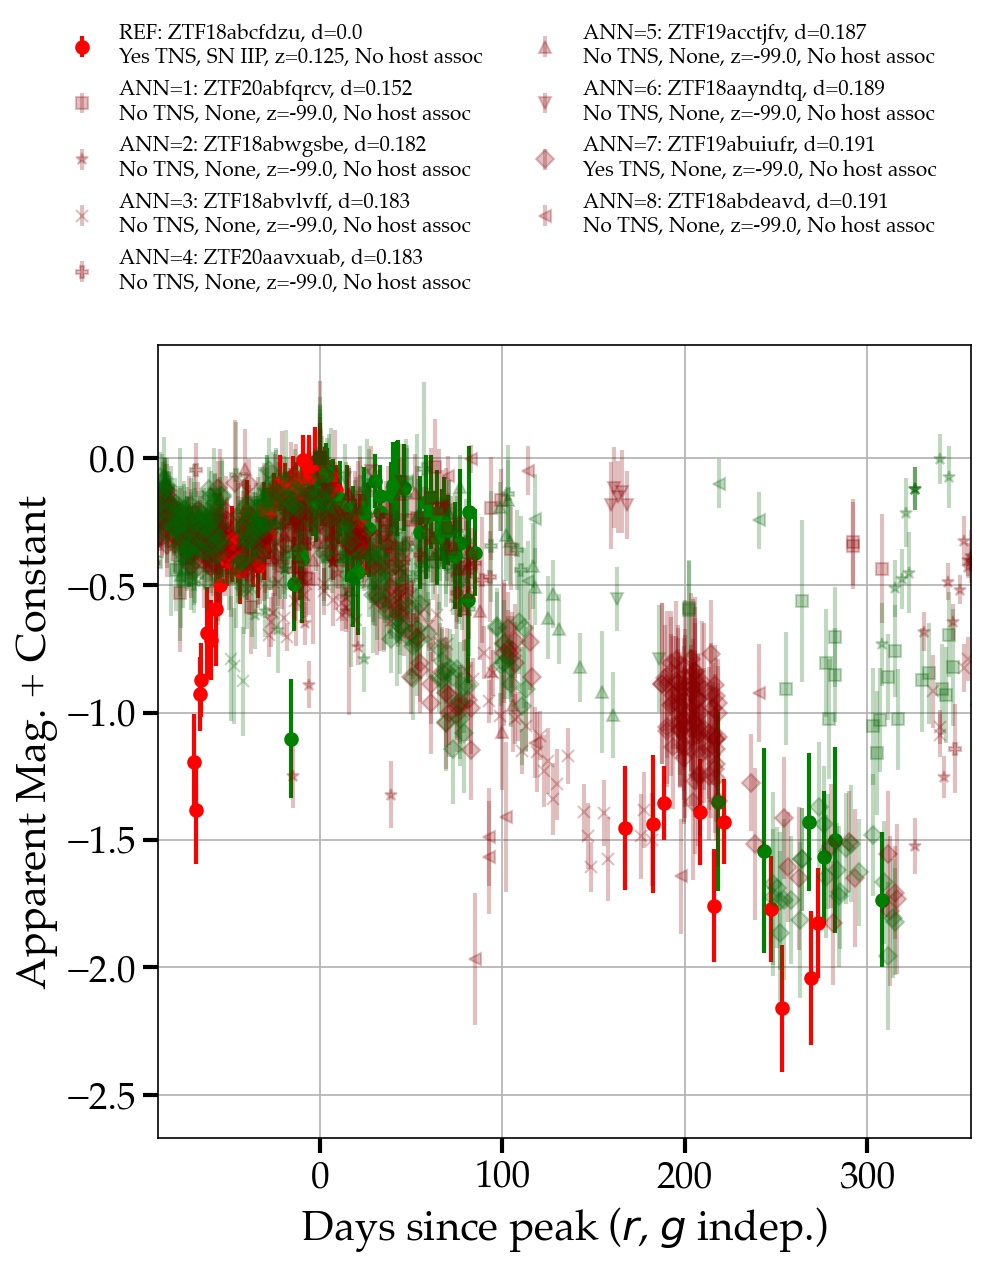 REF: ZTF18abcfdzu, d=0.0
Yes TNS, SN IIP, z=0.125, No host assoc
ANN=1: ZTF20abfqrcv, d=0.152
No TNS, None, z=-99.0, No host assoc
ANN=2: ZTF18abwgsbe, d=0.182
No TNS, None, z=-99.0, No host assoc
ANN=3: ZTF18abvlvff, d=0.183
No TNS, None, z=-99.0, No host assoc
ANN=4: ZTF20aavxuab, d=0.183
No TNS, None, z=-99.0, No host assoc
ANN=5: ZTF19acctjfv, d=0.187
No TNS, None, z=-99.0, No host assoc
ANN=6: ZTF18aayndtq, d=0.189
No TNS, None, z=-99.0, No host assoc
ANN=7: ZTF19abuiufr, d=0.191
Yes TNS, None, z=-99.0, No host assoc
ANN=8: ZTF18abdeavd, d=0.191
No TNS, None, z=-99.0, No host assoc
Apparent Mag. + Constant
0.0
−0.5
−1.0
−1.5
−2.0
−2.5
0
100
200
300
Days since peak (r, g indep.)